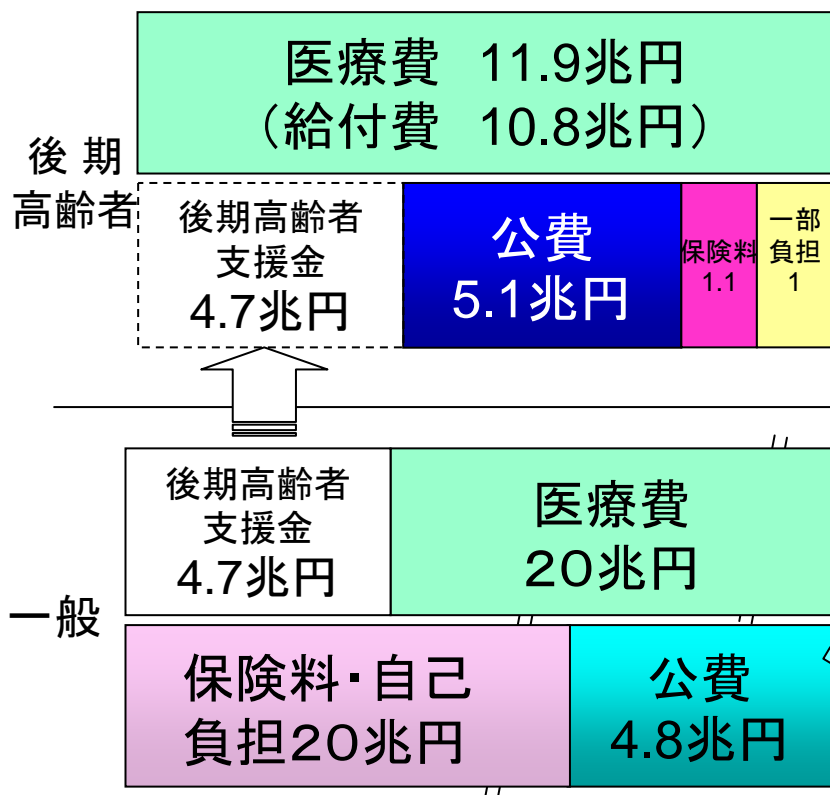 医療費　11.9兆円
（給付費　10.8兆円）
後 期
高齢者
後期高齢者
支援金
4.7兆円
公費
5.1兆円
保険料
1.1
一部
負担
1
後期高齢者
支援金
4.7兆円
医療費
２０兆円
一般
保険料・自己
負担２０兆円
公費
4.8兆円